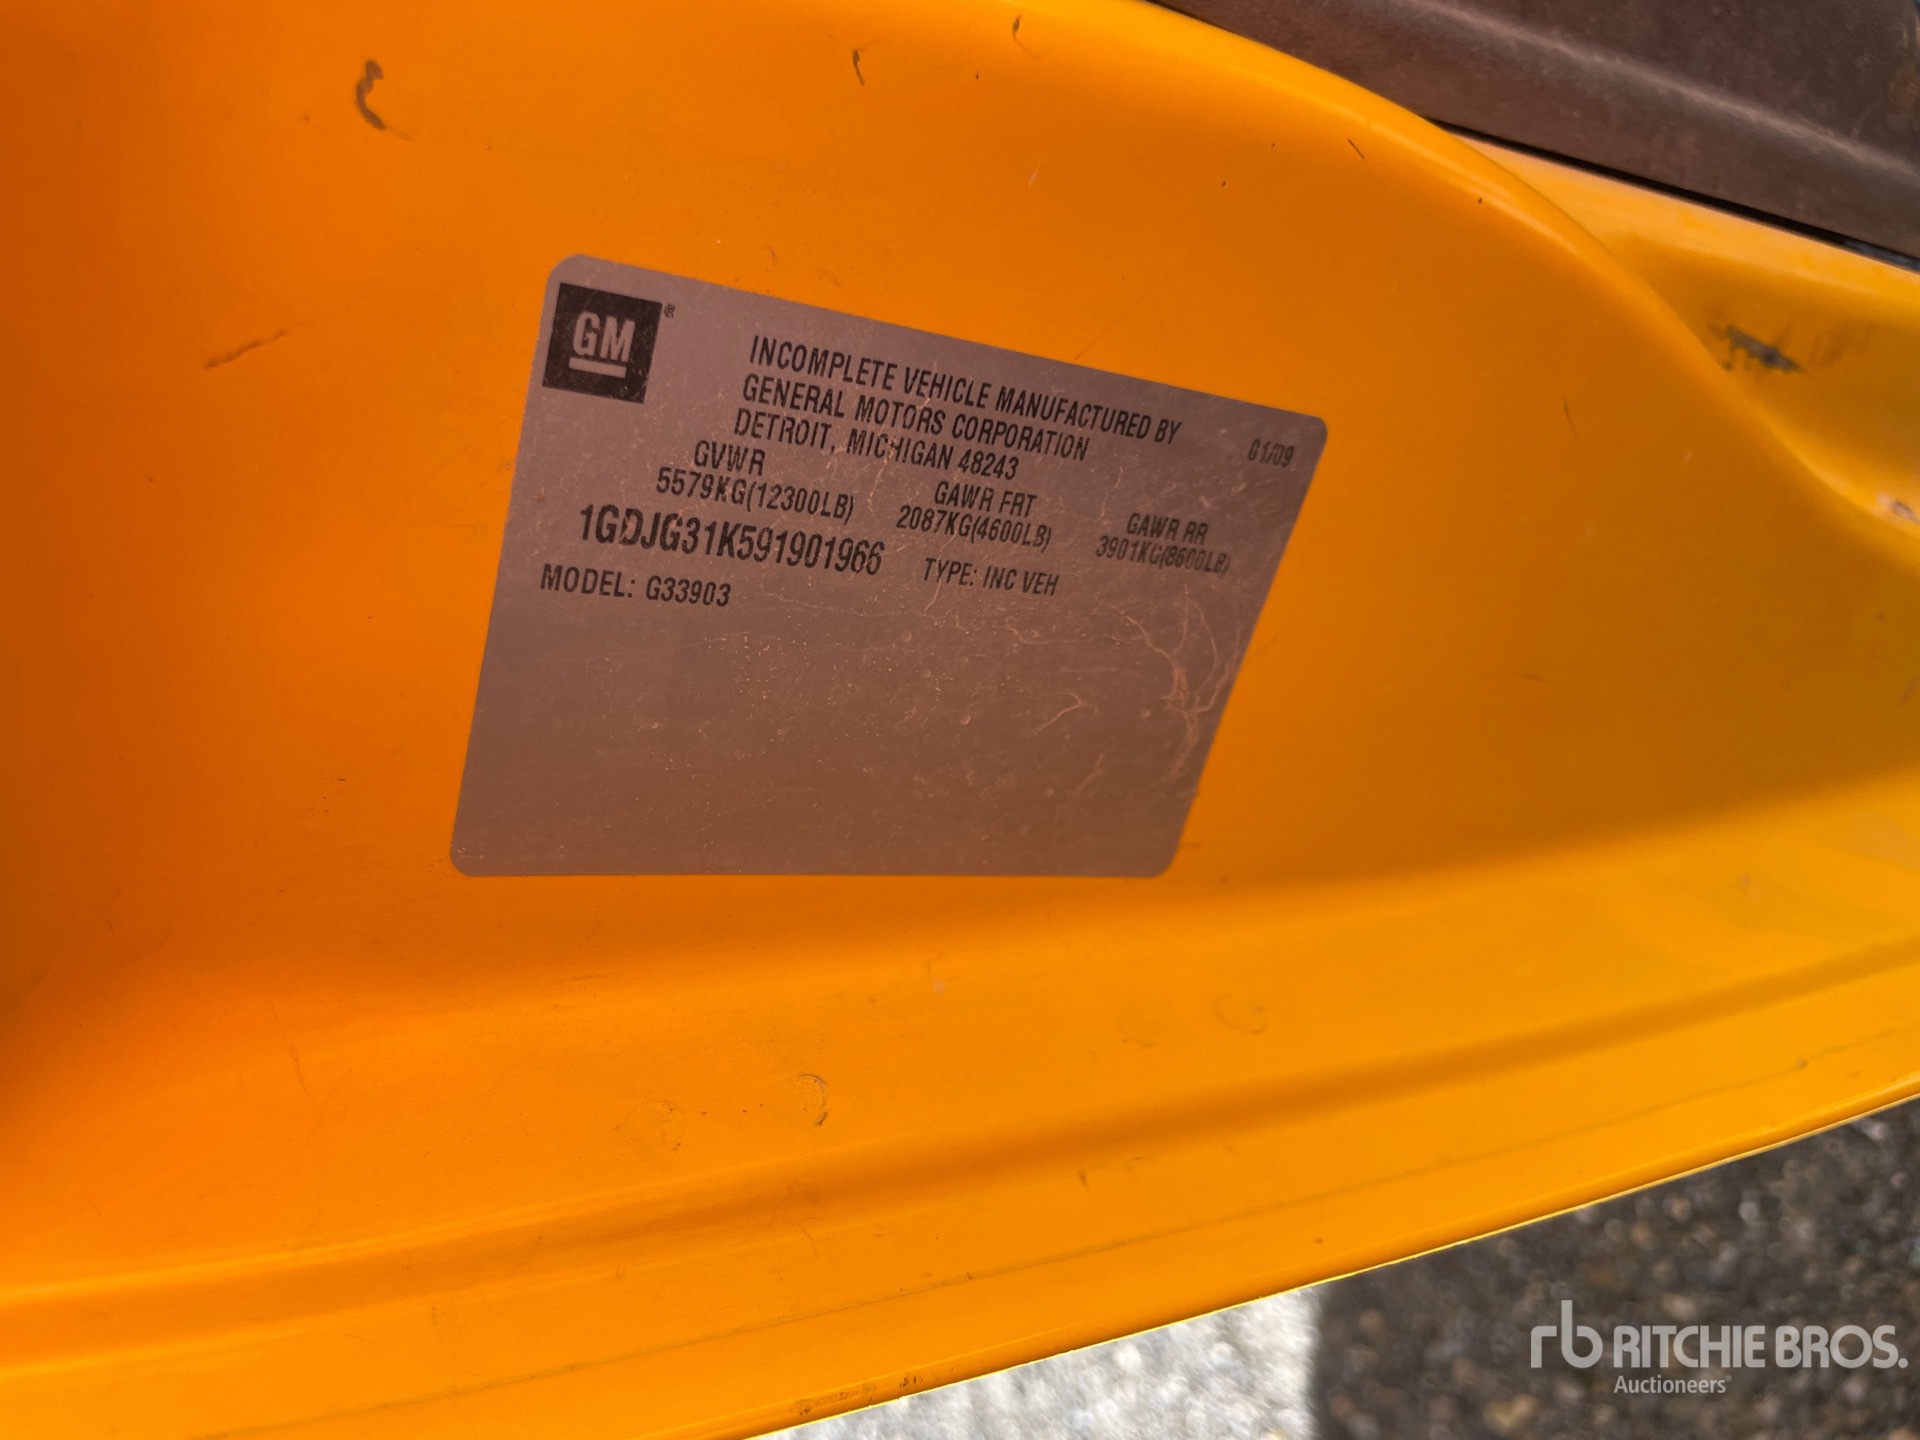 GM®
INCOMPLETE VEHICLE MANUFACTURED BY
GENERAL MOTORS CORPORATION
DETROIT, MICHIGAN 48243
01/09
GVWR
5579KG(12300LB)
GAWR FRT
2087KG(4600LB)
GAWR RR
3901KG(8600LB)
1GDJG31K591901966
TYPE: INC VEH
MODEL: G33903
rb RITCHIE BROS.
Auctioneers